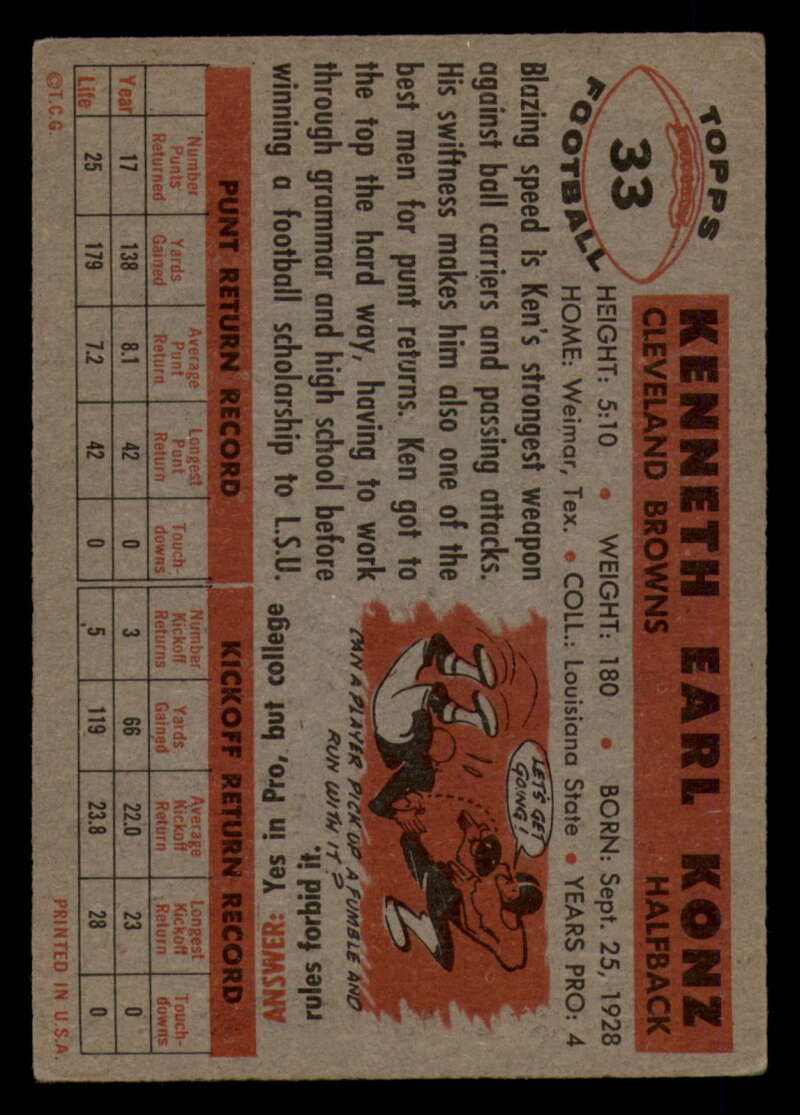 TOPPS
33
FOOTBALL
KENNETH EARL KONZ
CLEVELAND BROWNS HALFBACK
HEIGHT: 5:10 • WEIGHT: 180 • BORN: Sept. 25, 1928
HOME: Weimar, Tex. • COLL.: Louisiana State • YEARS PRO: 4
Blazing speed is Ken's strongest weapon
against ball carriers and passing attacks.
His swiftness makes him also one of the
best men for punt returns. Ken got to
the top the hard way, having to work
through grammar and high school before
winning a football scholarship to L.S.U.
LET'S GET
GOING!
CAN A PLAYER PICK UP A FUMBLE AND
RUN WITH IT?
ANSWER: Yes in Pro, but college
rules forbid it.
PUNT RETURN RECORD KICKOFF RETURN RECORD
Number Punts Returned Yards Gained Average Punt Return Longest Punt Return Touch-downs Number Kickoff Returns Yards Gained Average Kickoff Return Longest Kickoff Return Touch-downs
Year 17 138 8.1 42 0 3 66 22.0 23 0
Life 25 179 7.2 42 0 5 119 23.8 28 0
©T.C.G. PRINTED IN U.S.A.